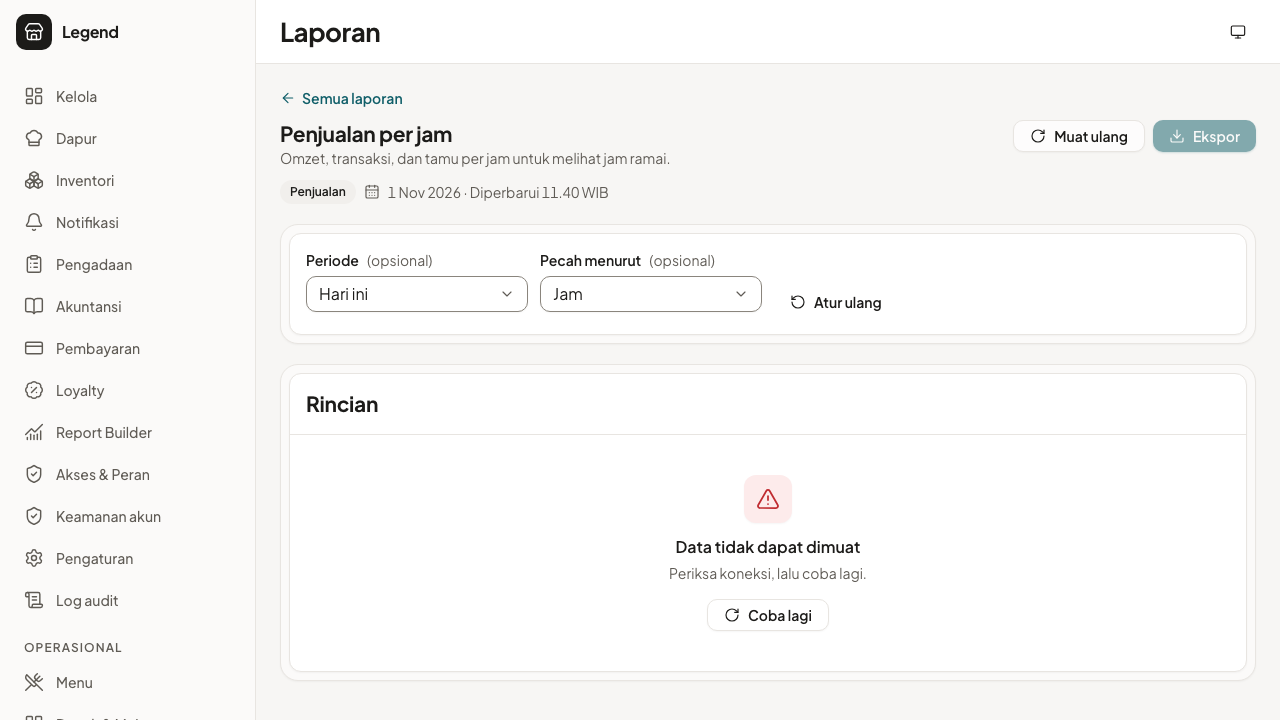 Legend
Laporan
Kelola
Dapur
Inventori
Notifikasi
Pengadaan
Akuntansi
Pembayaran
Loyalty
Report Builder
Akses & Peran
Keamanan akun
Pengaturan
Log audit
OPERASIONAL
Menu
Semua laporan
Penjualan per jam
Omzet, transaksi, dan tamu per jam untuk melihat jam ramai.
Muat ulang
Ekspor
Penjualan 1 Nov 2026 · Diperbarui 11.40 WIB
Periode (opsional)
Hari ini
Pecah menurut (opsional)
Jam
Atur ulang
Rincian
Data tidak dapat dimuat
Periksa koneksi, lalu coba lagi.
Coba lagi